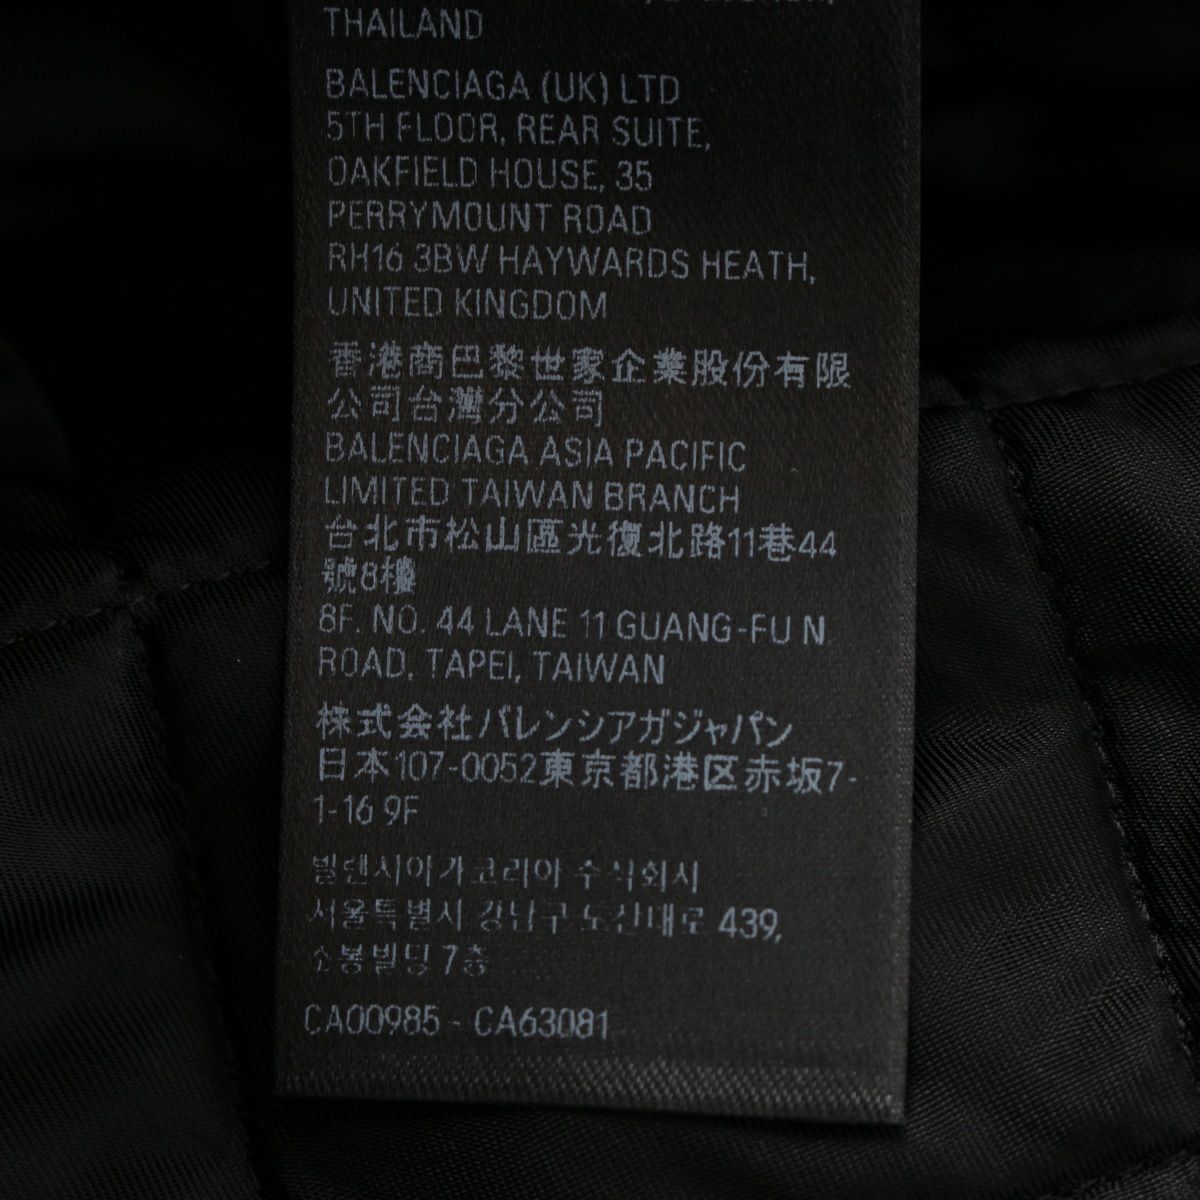 THAILAND
BALENCIAGA (UK) LTD
5TH FLOOR, REAR SUITE,
OAKFIELD HOUSE, 35
PERRYMOUNT ROAD
RH16 3BW HAYWARDS HEATH,
UNITED KINGDOM
香港商巴黎世家企業股份有限
公司台灣分公司
BALENCIAGA ASIA PACIFIC
LIMITED TAIWAN BRANCH
台北市松山區光復北路11巷44
號8樓
8F. NO. 44 LANE 11 GUANG-FU N.
ROAD, TAPEI, TAIWAN
株式会社バレンシアガジャパン
日本107-0052東京都港区赤坂7-
1-16 9F
발렌시아가코리아 주식회사
서울특별시 강남구 도산대로 439,
소봉빌딩 7층
CA00985 - CA63081